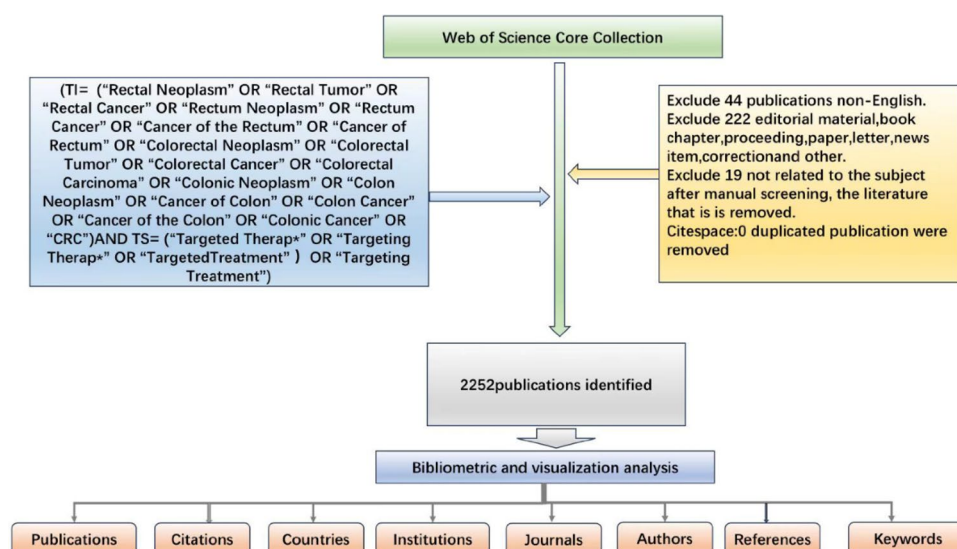 Web of Science Core Collection
(TI= (“Rectal Neoplasm” OR “Rectal Tumor” OR
“Rectal Cancer” OR “Rectum Neoplasm” OR “Rectum
Cancer” OR “Cancer of the Rectum” OR “Cancer of
Rectum” OR “Colorectal Neoplasm” OR “Colorectal
Tumor” OR “Colorectal Cancer” OR “Colorectal
Carcinoma” OR “Colonic Neoplasm” OR “Colon
Neoplasm” OR “Cancer of Colon” OR “Colon Cancer”
OR “Cancer of the Colon” OR “Colonic Cancer” OR
“CRC”)AND TS= (“Targeted Therap*” OR “Targeting
Therap*” OR “TargetedTreatment” ) OR “Targeting
Treatment”)
Exclude 44 publications non-English.
Exclude 222 editorial material,book
chapter,proceeding,paper,letter,news
item,correctionand other.
Exclude 19 not related to the subject
after manual screening, the literature
that is is removed.
Citespace:0 duplicated publication were
removed
2252publications identified
Bibliometric and visualization analysis
Publications
Citations
Countries
Institutions
Journals
Authors
References
Keywords